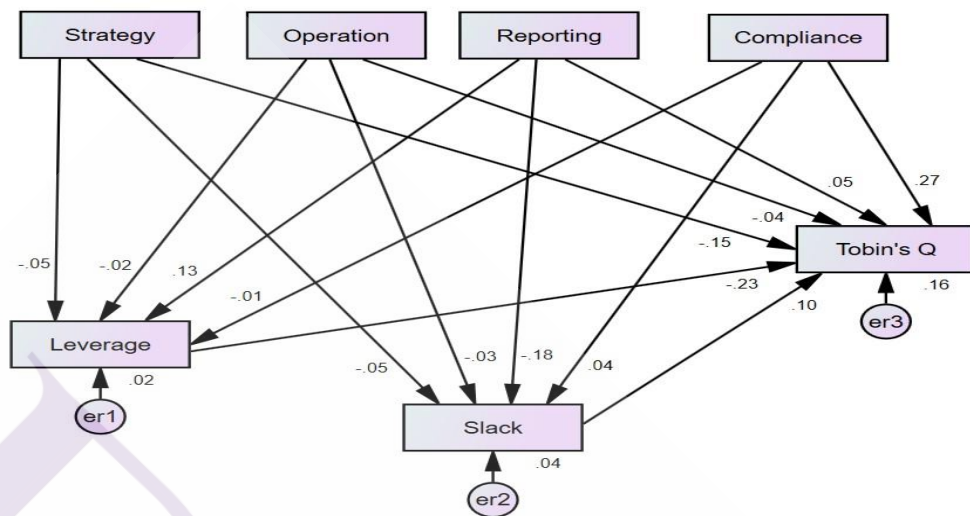 Strategy
Operation
Reporting
Compliance
.05
.27
-.04
-.15
Tobin's Q
-.05
-.02
.13
-.01
-.23
.16
.10
er3
Leverage
.02
-.05
-.03
-.18
.04
er1
Slack
.04
er2